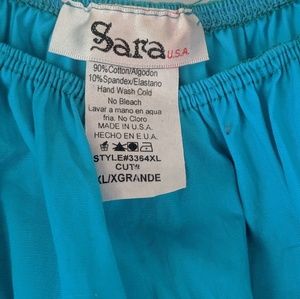 Sara U.S.A.
90%Cotton/Algodon
10%Spandex/Elastano
Hand Wash Cold
No Bleach
Lavar a mano en agua
fria. No Cloro
MADE IN U.S.A.
HECHO EN E.U.A.
STYLE#3364XL
CUT#
XL/XGRANDE